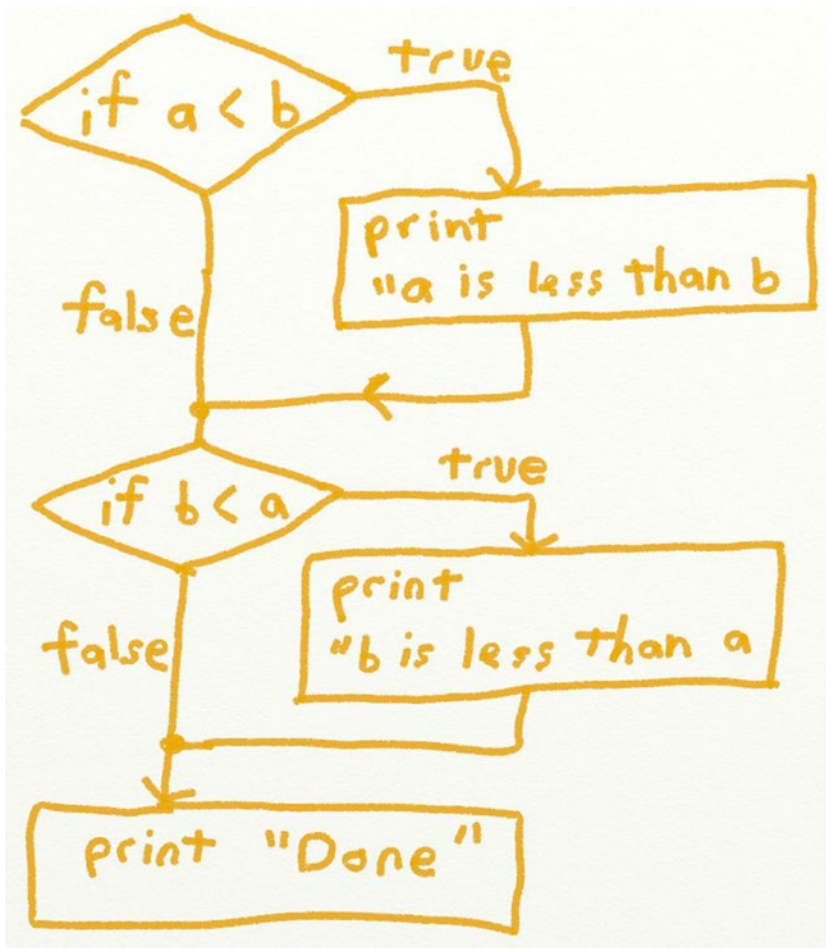 if a < b
true
print
"a is less than b
false
if b < a
true
print
"b is less than a
false
print "Done"